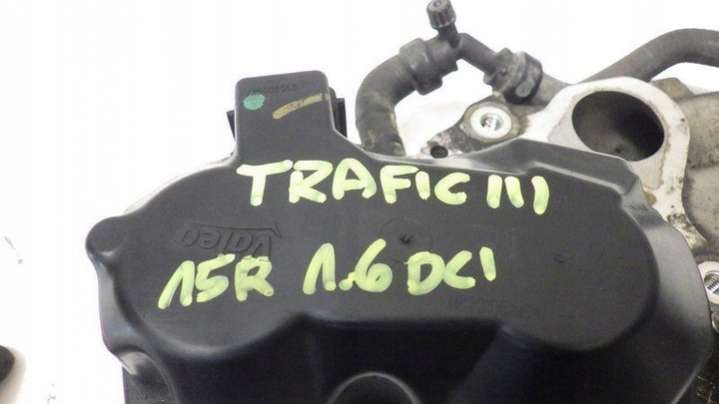 TRAFIC III
Valeo
15R 1.6 DCI